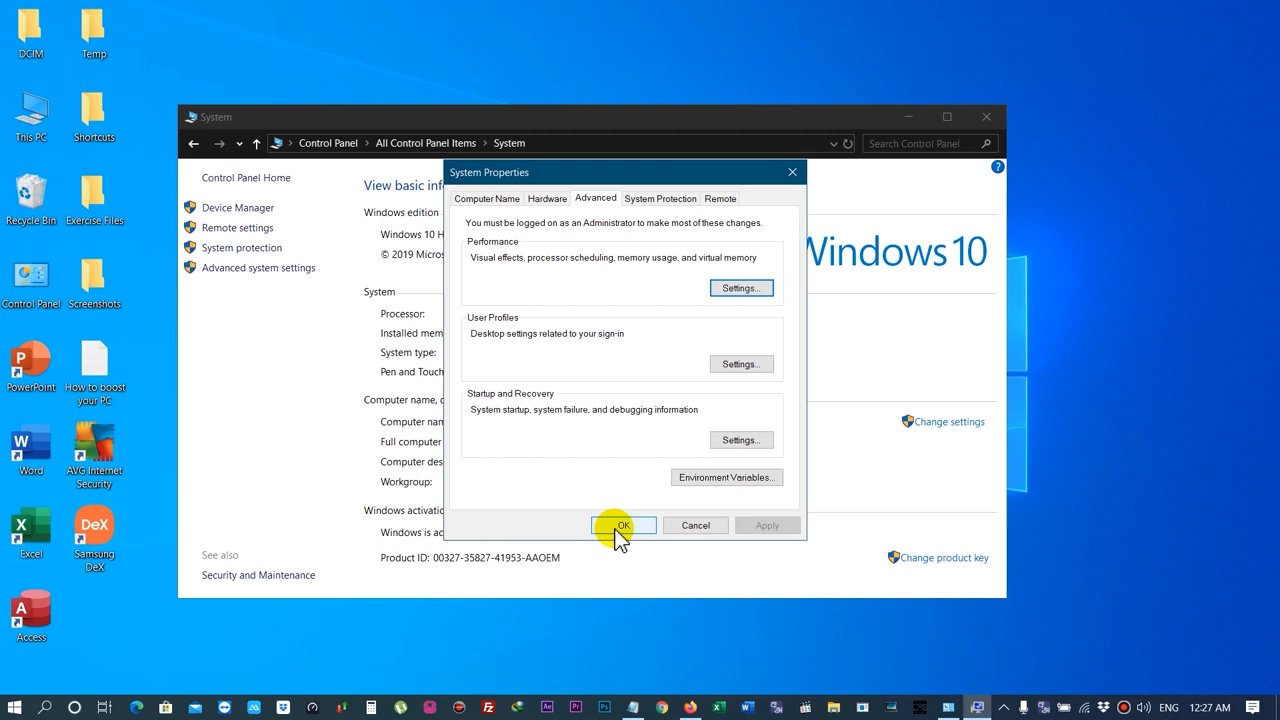 DCIM
Temp
This PC
Shortcuts
Recycle Bin
Exercise Files
Control Panel
Screenshots
PowerPoint
How to boost
your PC
Word
AVG Internet
Security
Excel
Samsung
DeX
Access
System
Control Panel > All Control Panel Items > System
Search Control Panel
Control Panel Home
Device Manager
Remote settings
System protection
Advanced system settings
See also
Security and Maintenance
View basic inf
Windows edition
Windows 10 H
© 2019 Micros
Windows 10
System
Processor:
Installed mem
System type:
Pen and Touch
Computer name, d
Computer nam
Full computer
Computer des
Workgroup:
Change settings
Windows activati
Windows is ac
Product ID: 00327-35827-41953-AAOEM
Change product key
System Properties
Computer Name
Hardware
Advanced
System Protection
Remote
You must be logged on as an Administrator to make most of these changes.
Performance
Visual effects, processor scheduling, memory usage, and virtual memory
Settings...
User Profiles
Desktop settings related to your sign-in
Settings...
Startup and Recovery
System startup, system failure, and debugging information
Settings...
Environment Variables...
OK
Cancel
Apply
ENG
12:27 AM